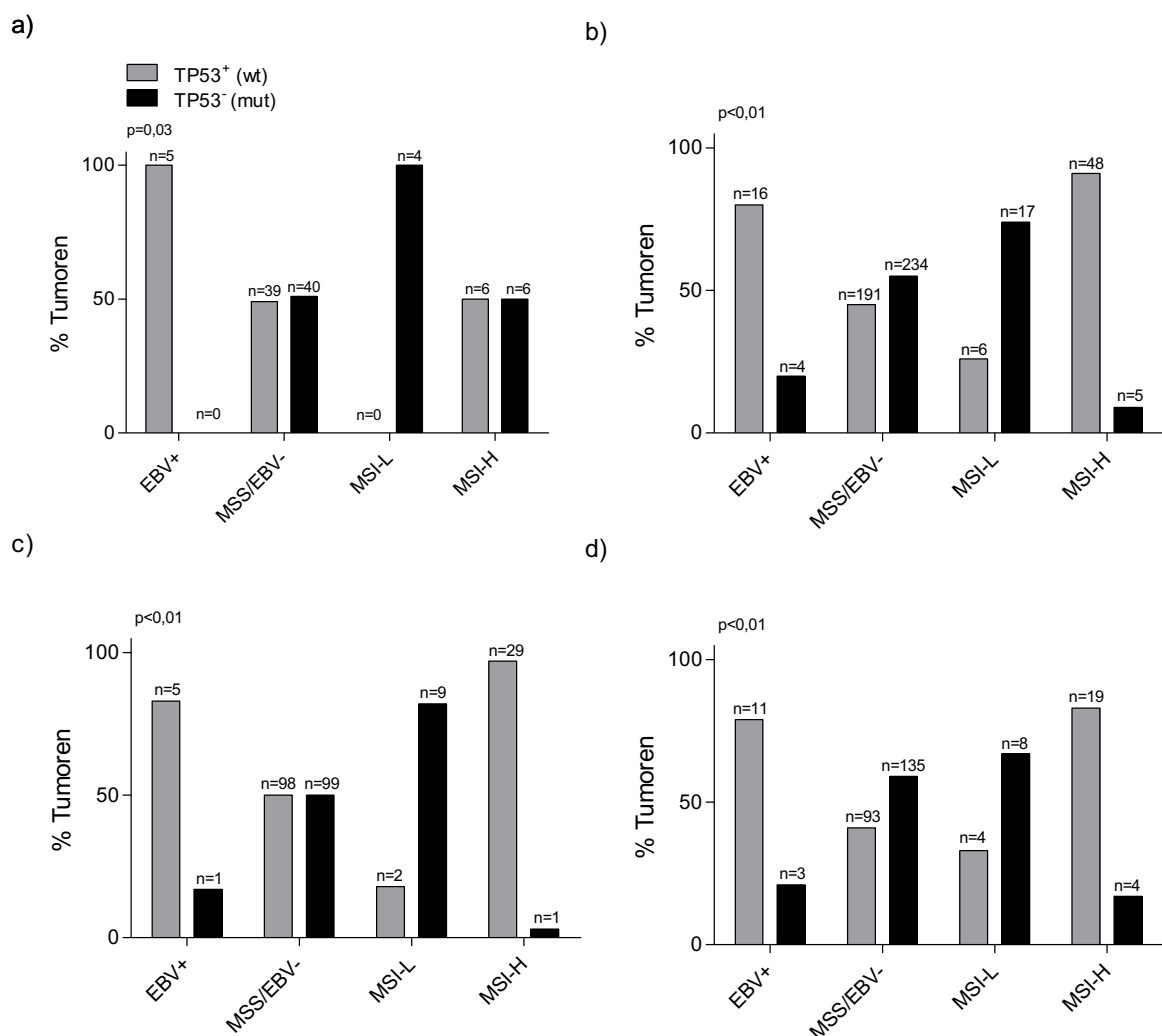 a)
TP53⁺ (wt)
TP53⁻ (mut)
p=0,03
% Tumoren
100
50
0
n=5
n=0
n=39
n=40
n=0
n=4
n=6
n=6
EBV+
MSS/EBV-
MSI-L
MSI-H
b)
p<0,01
% Tumoren
100
50
0
n=16
n=4
n=191
n=234
n=6
n=17
n=48
n=5
EBV+
MSS/EBV-
MSI-L
MSI-H
c)
p<0,01
% Tumoren
100
50
0
n=5
n=1
n=98
n=99
n=2
n=9
n=29
n=1
EBV+
MSS/EBV-
MSI-L
MSI-H
d)
p<0,01
% Tumoren
100
50
0
n=11
n=3
n=93
n=135
n=4
n=8
n=19
n=4
EBV+
MSS/EBV-
MSI-L
MSI-H